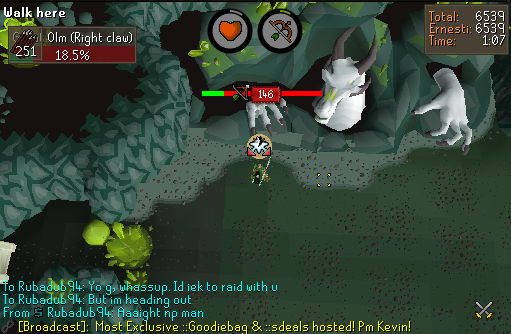 Walk here
Total: 6539
Ernesti: 6539
Time: 1:07
251
Olm (Right claw)
18.5%
146
To Rubadub94: Yo g, whassup. Id iek to raid with u
To Rubadub94: But im heading out
From S Rubadub94: Aaaight np man
[Broadcast]: Most Exclusive ::Goodiebag & ::sdeals hosted! Pm Kevin!